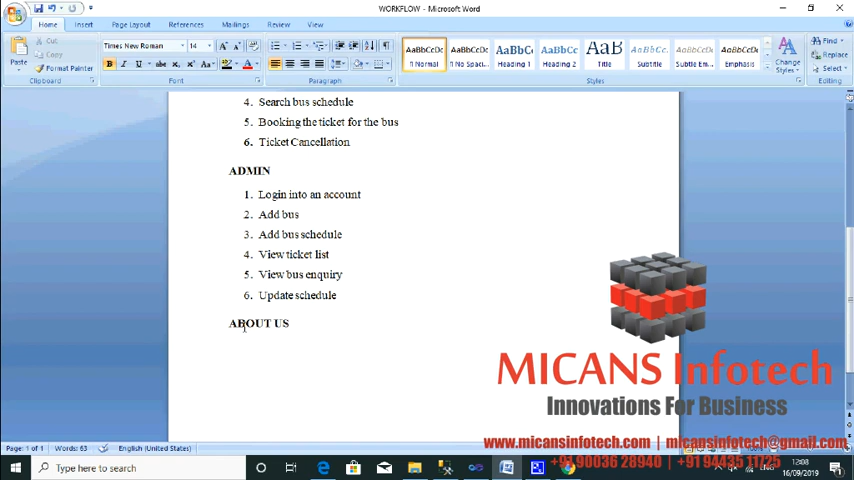 WORKFLOW - Microsoft Word
Home Insert Page Layout References Mailings Review View
Cut
Copy
Format Painter
Paste
Clipboard
Times New Roman 14
Font
Paragraph
AaBbCcDc AaBbCcDc AaBbCc AaBbCc AaB AaBbCc. AaBbCcDc AaBbCcDc
¶ Normal ¶ No Spaci... Heading 1 Heading 2 Title Subtitle Subtle Em... Emphasis
Styles
Change Styles
Find
Replace
Select
Editing
4. Search bus schedule
5. Booking the ticket for the bus
6. Ticket Cancellation
ADMIN
1. Login into an account
2. Add bus
3. Add bus schedule
4. View ticket list
5. View bus enquiry
6. Update schedule
ABOUT US
MICANS Infotech
Innovations For Business
www.micansinfotech.com | micansinfotech@gmail.com
+91 90036 28940 | +91 94435 11725
Page: 1 of 1 Words: 63 English (United States)
Type here to search
12:08
16/09/2019